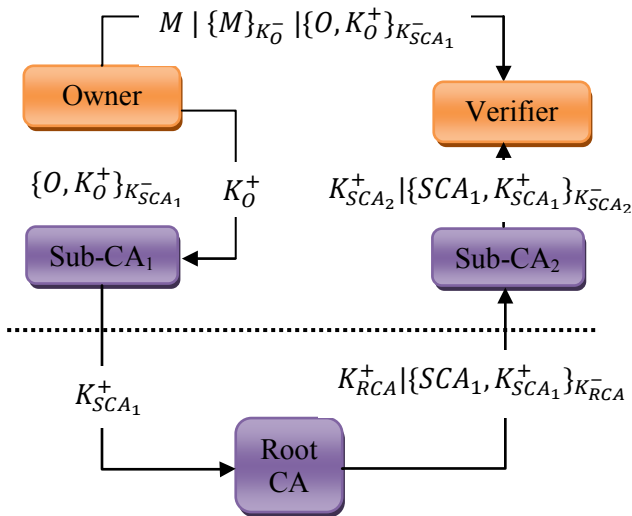 M | {M}_{K_O^-} | {O, K_O^+}_{K_{SCA_1}^-}
Owner
Verifier
{O, K_O^+}_{K_{SCA_1}^-}
K_O^+
K_{SCA_2}^+ | {SCA_1, K_{SCA_1}^+}_{K_{SCA_2}^-}
Sub-CA₁
Sub-CA₂
K_{SCA_1}^+
K_{RCA}^+ | {SCA_1, K_{SCA_1}^+}_{K_{RCA}^-}
Root
CA